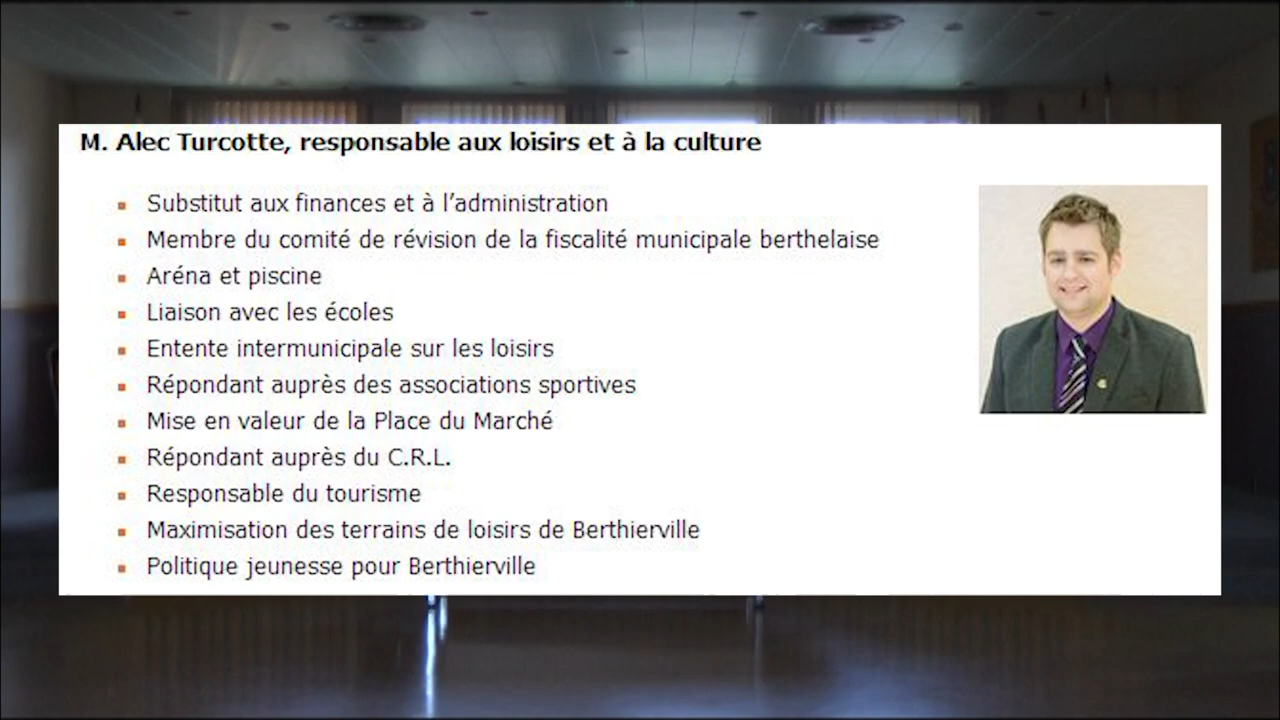 M. Alec Turcotte, responsable aux loisirs et à la culture
Substitut aux finances et à l'administration
Membre du comité de révision de la fiscalité municipale berthelaise
Aréna et piscine
Liaison avec les écoles
Entente intermunicipale sur les loisirs
Répondant auprès des associations sportives
Mise en valeur de la Place du Marché
Répondant auprès du C.R.L.
Responsable du tourisme
Maximisation des terrains de loisirs de Berthierville
Politique jeunesse pour Berthierville